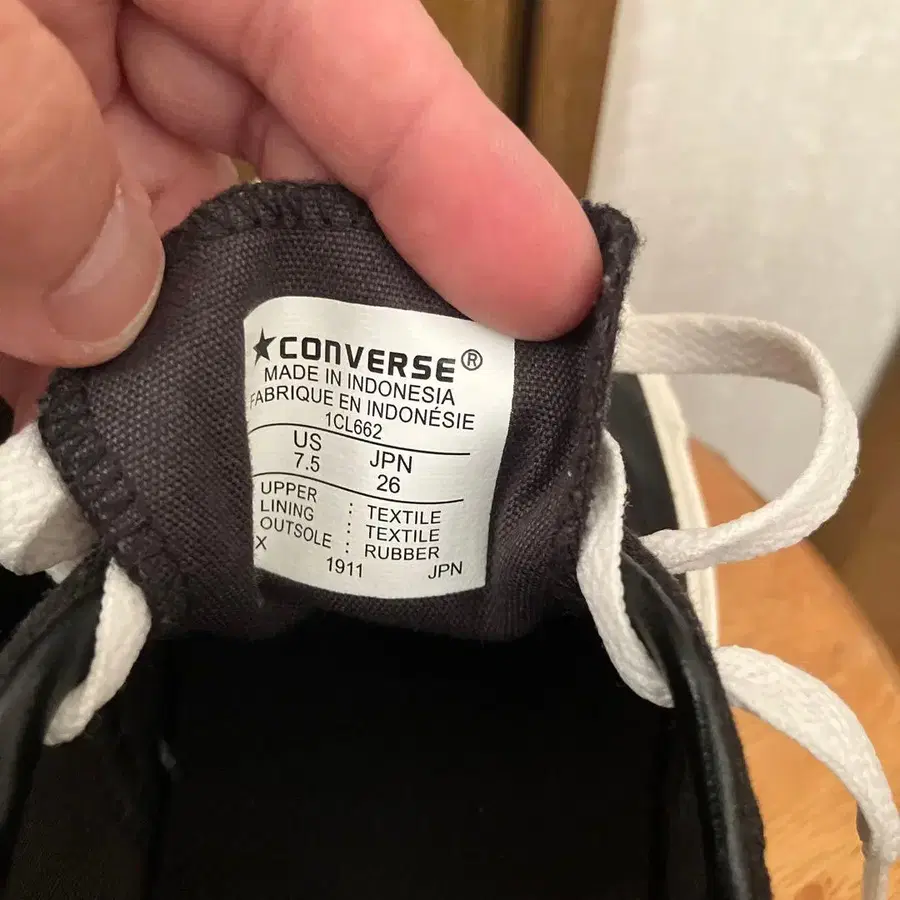 ★CONVERSE®
MADE IN INDONESIA
FABRIQUE EN INDONÉSIE
1CL662
US JPN
7.5 26
UPPER : TEXTILE
LINING : TEXTILE
OUTSOLE : RUBBER
X
1911 JPN